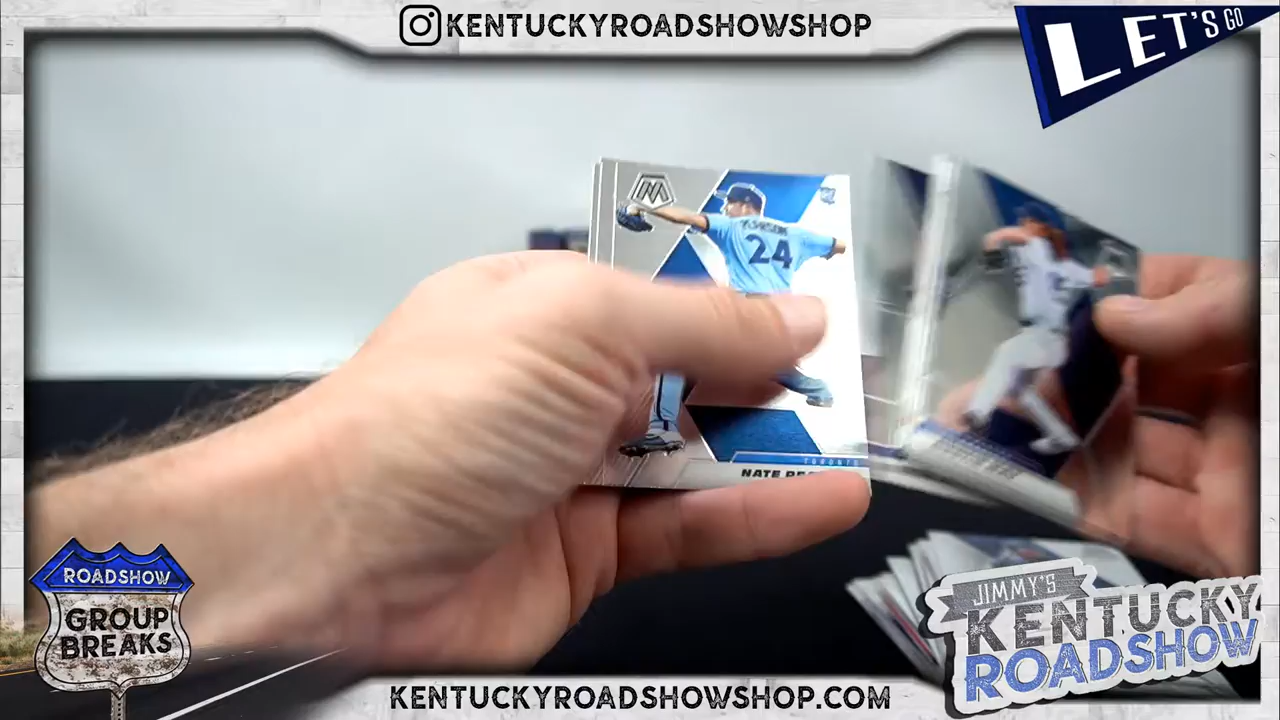 KENTUCKYROADSHOWSHOP
LET'S GO
24
TORONTO
NATE
ROADSHOW
GROUP
BREAKS
JIMMY'S
KENTUCKY
ROADSHOW
KENTUCKYROADSHOWSHOP.COM